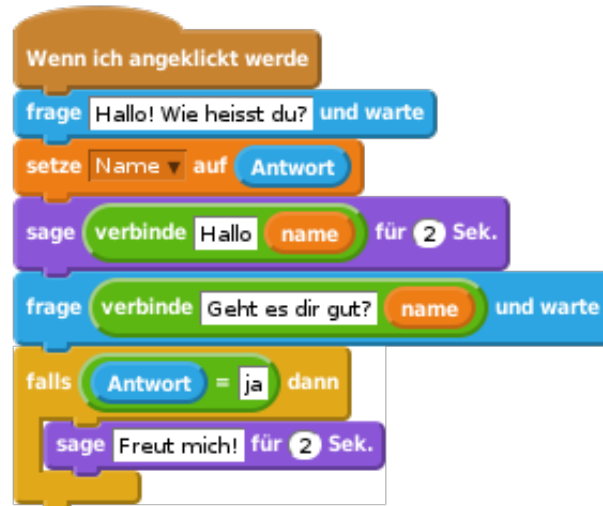 Wenn ich angeklickt werde
frage Hallo! Wie heisst du? und warte
setze Name auf Antwort
sage verbinde Hallo name für 2 Sek.
frage verbinde Geht es dir gut? name und warte
falls Antwort = ja dann
sage Freut mich! für 2 Sek.